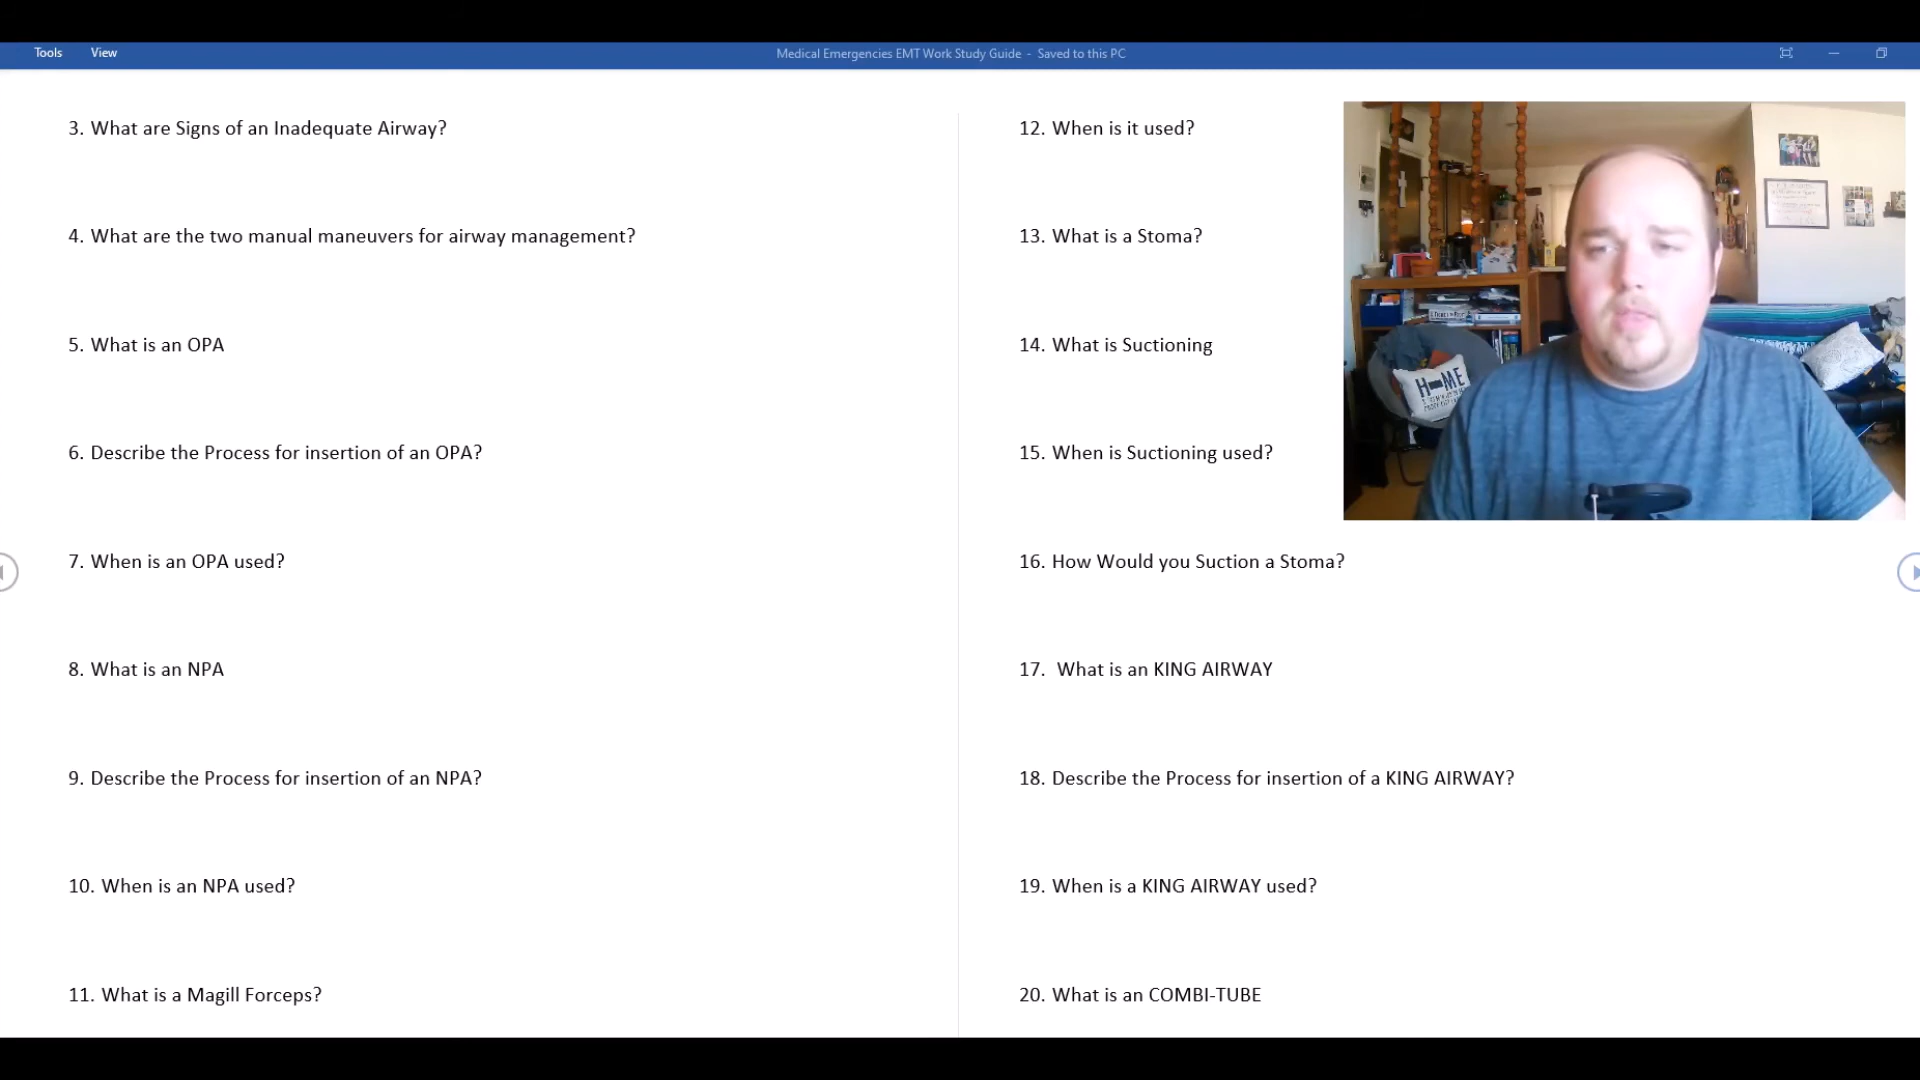 Tools View Medical Emergencies EMT Work Study Guide - Saved to this PC
3. What are Signs of an Inadequate Airway?
4. What are the two manual maneuvers for airway management?
5. What is an OPA
6. Describe the Process for insertion of an OPA?
7. When is an OPA used?
8. What is an NPA
9. Describe the Process for insertion of an NPA?
10. When is an NPA used?
11. What is a Magill Forceps?
12. When is it used?
13. What is a Stoma?
14. What is Suctioning
15. When is Suctioning used?
16. How Would you Suction a Stoma?
17. What is an KING AIRWAY
18. Describe the Process for insertion of a KING AIRWAY?
19. When is a KING AIRWAY used?
20. What is an COMBI-TUBE